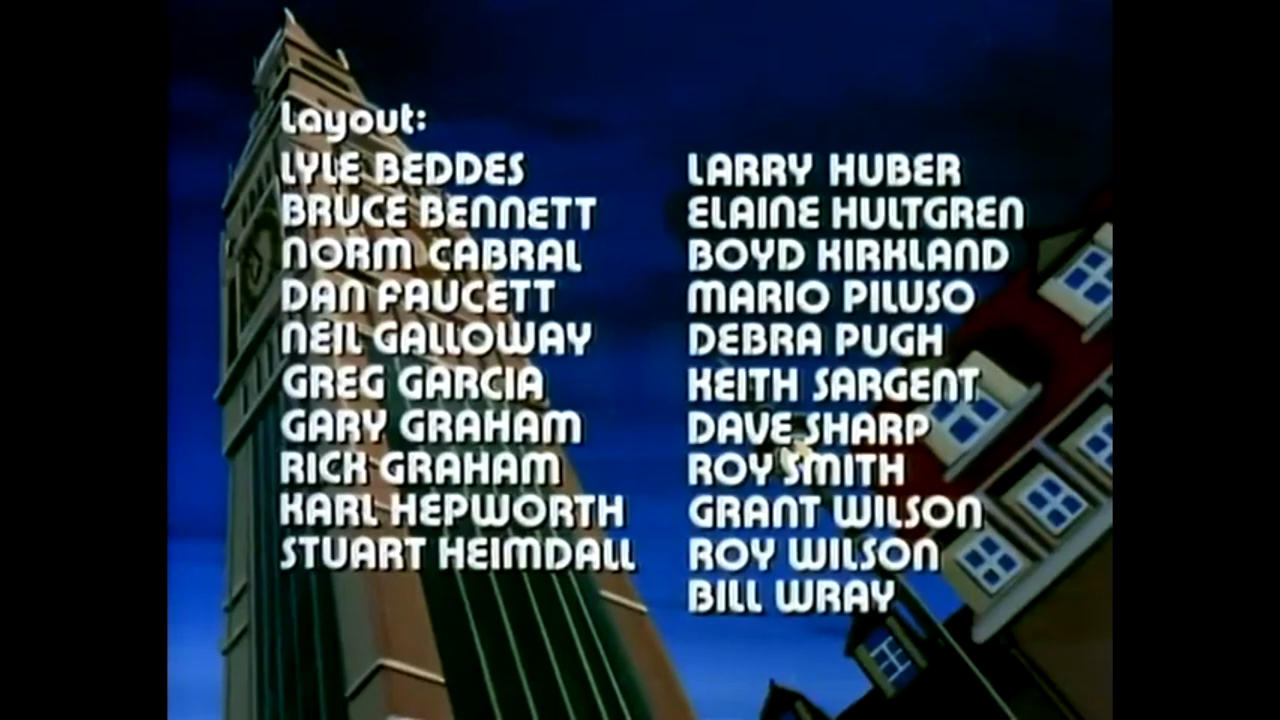 Layout:
LYLE BEDDES
BRUCE BENNETT
NORM CABRAL
DAN FAUCETT
NEIL GALLOWAY
GREG GARCIA
GARY GRAHAM
RICK GRAHAM
KARL HEPWORTH
STUART HEIMDALL
LARRY HUBER
ELAINE HULTGREN
BOYD KIRKLAND
MARIO PILUSO
DEBRA PUGH
KEITH SARGENT
DAVE SHARP
ROY SMITH
GRANT WILSON
ROY WILSON
BILL WRAY